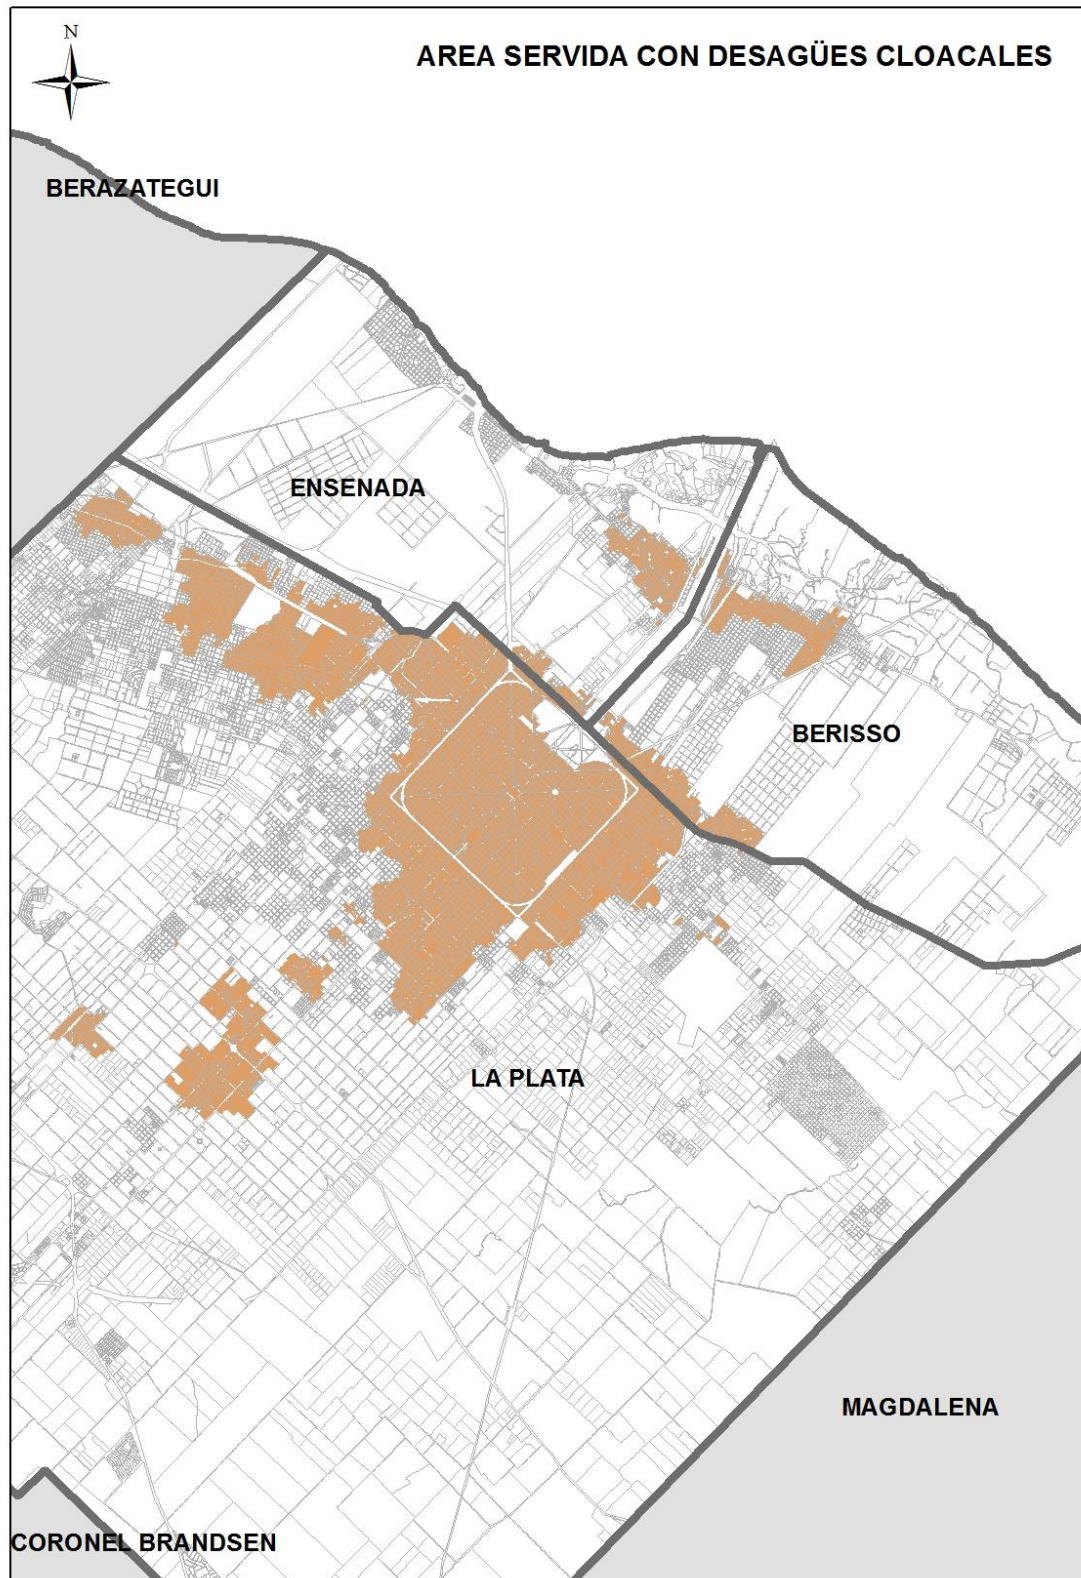 N
AREA SERVIDA CON DESAGÜES CLOACALES
BERAZATEGUI
ENSENADA
BERISSO
LA PLATA
MAGDALENA
CORONEL BRANDSEN